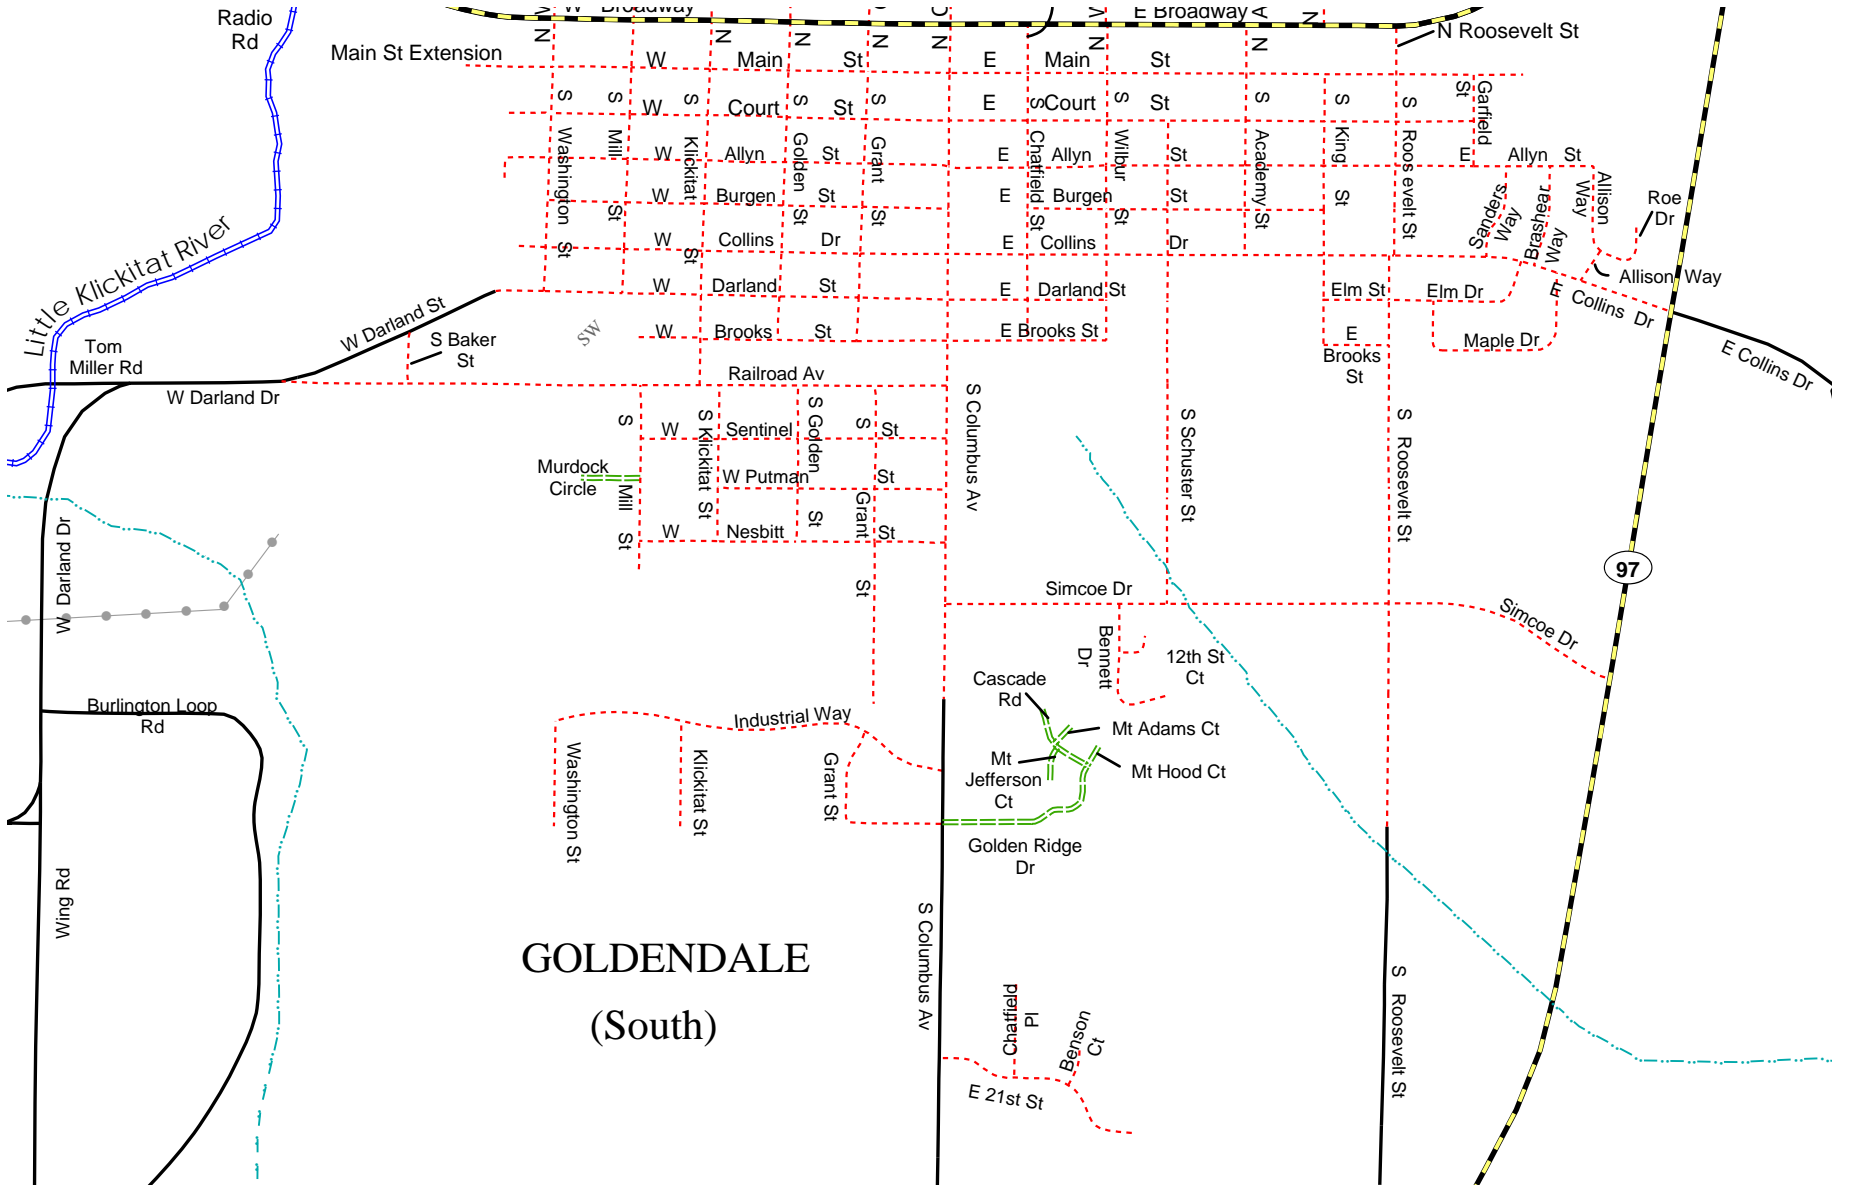 Radio
Rd
W Broadway
E Broadway
N
N
N
N
N
N
N
N
N Roosevelt St
Main St Extension
W Main St
E Main St
W Court St
E Court St
W Allyn St
E Allyn St
E Allyn St
W Burgen St
E Burgen St
W Collins Dr
E Collins Dr
W Darland St
E Darland St
W Brooks St
E Brooks St
S Washington St
S Mill St
S Klickitat St
S Golden St
S Grant St
S Chatfield St
S Wilbur St
S Academy St
S King St
S Roosevelt St
Garfield
St
Sanders
Way
Brashear
Way
Allison
Way
Roe
Dr
Allison Way
Elm St
Elm Dr
Maple Dr
E
Brooks
St
E Collins Dr
E Collins Dr
Little Klickitat River
Tom
Miller Rd
W Darland St
S Baker
St
SW
W Darland Dr
Railroad Av
S Mill St
S Klickitat St
S Golden St
S Grant St
W Sentinel St
W Putman St
W Nesbitt St
Murdock
Circle
S Columbus Av
S Schuster St
S Roosevelt St
97
W Darland Dr
Simcoe Dr
Simcoe Dr
Bennett
Dr
12th St
Ct
Cascade
Rd
Mt Adams Ct
Mt
Jefferson
Ct
Mt Hood Ct
Golden Ridge
Dr
Burlington Loop
Rd
Industrial Way
Washington St
Klickitat St
Grant St
Wing Rd
GOLDENDALE
(South)
S Columbus Av
S Roosevelt St
Chatfield
Pl
Benson
Ct
E 21st St